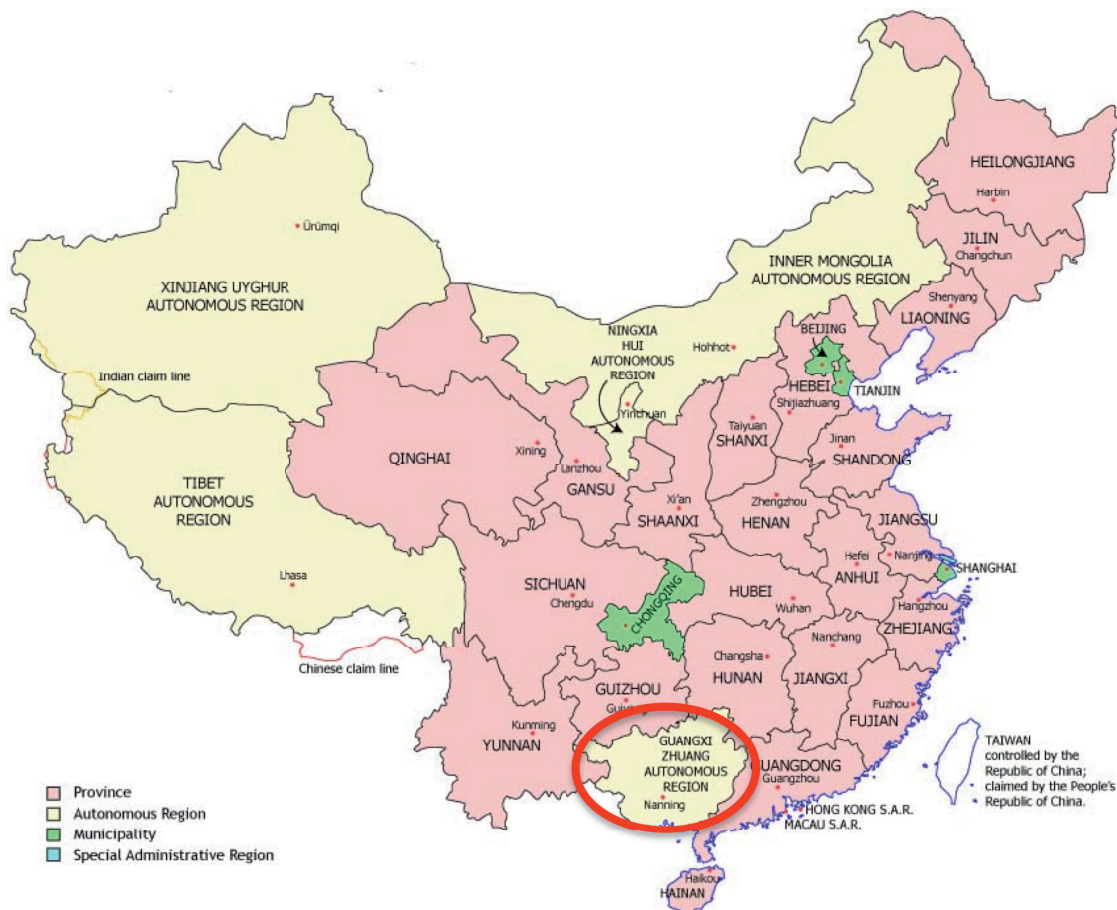 HEILONGJIANG
Harbin
JILIN
Changchun
Ürümqi
INNER MONGOLIA
AUTONOMOUS REGION
XINJIANG UYGHUR
AUTONOMOUS REGION
Shenyang
LIAONING
BEIJING
NINGXIA
HUI
AUTONOMOUS
REGION
Hohhot
Indian claim line
HEBEI
TIANJIN
Shijiazhuang
Yinchuan
Taiyuan
SHANXI
Jinan
SHANDONG
QINGHAI
Xining
Lanzhou
GANSU
TIBET
AUTONOMOUS
REGION
Xi'an
SHAANXI
Zhengzhou
HENAN
JIANGSU
Hefei
Nanjing
ANHUI
SHANGHAI
Lhasa
SICHUAN
Chengdu
CHONGQING
HUBEI
Wuhan
Hangzhou
ZHEJIANG
Nanchang
Chinese claim line
Changsha
HUNAN
JIANGXI
GUIZHOU
Fuzhou
FUJIAN
Kunming
YUNNAN
GUANGXI
ZHUANG
AUTONOMOUS
REGION
Nanning
GUANGDONG
Guangzhou
TAIWAN
controlled by the
Republic of China;
claimed by the People's
Republic of China.
HONG KONG S.A.R.
MACAU S.A.R.
Haikou
HAINAN
Province
Autonomous Region
Municipality
Special Administrative Region